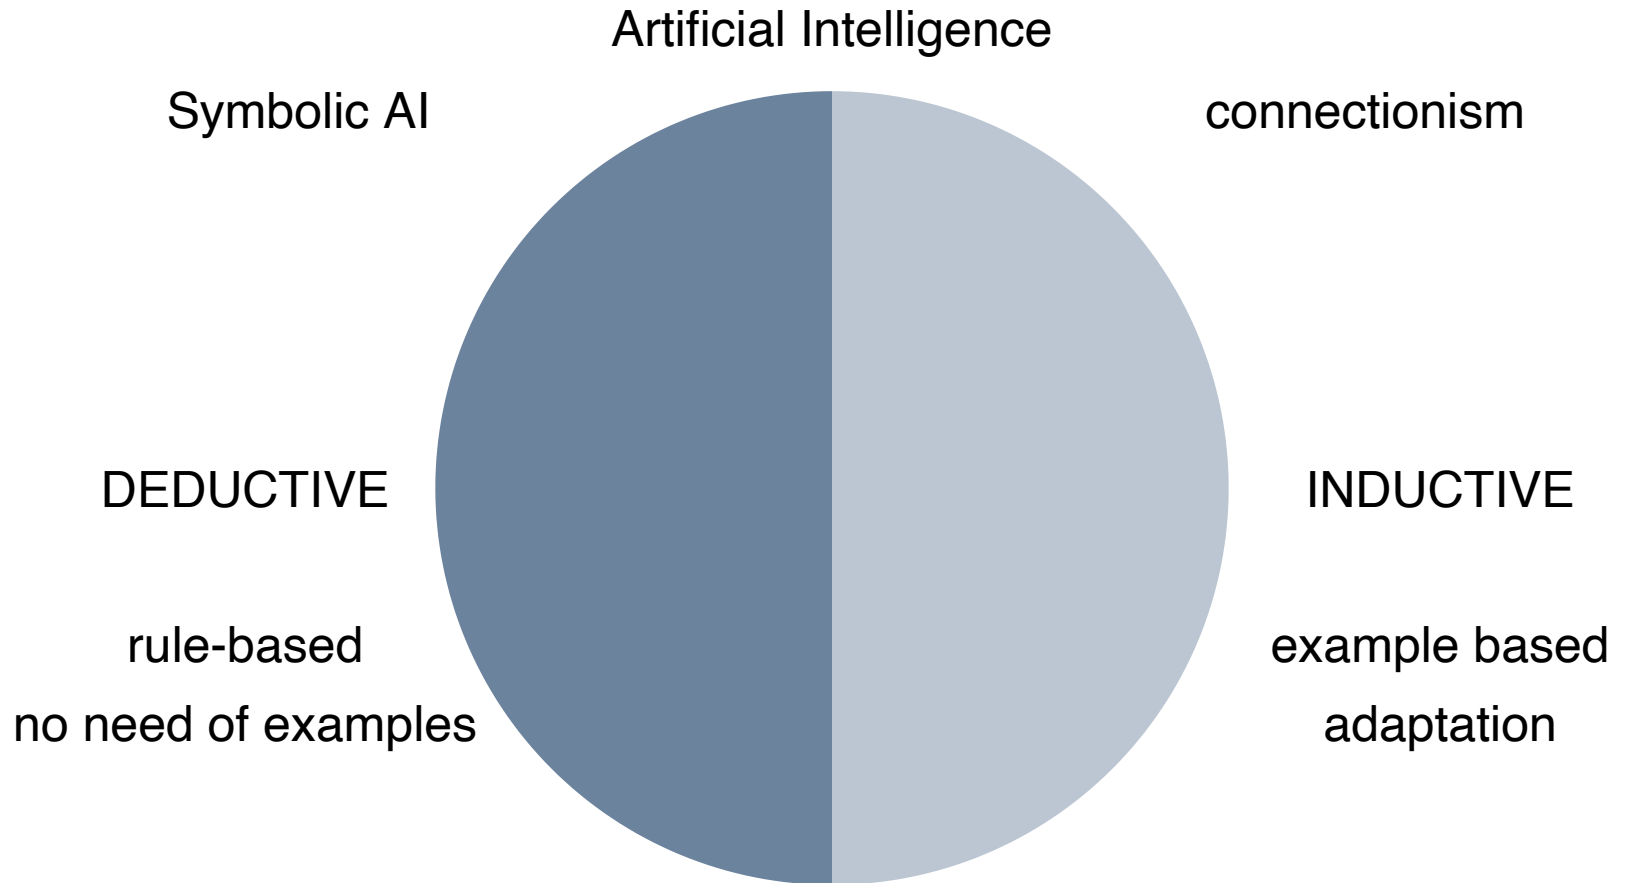 Artificial Intelligence
Symbolic AI
connectionism
DEDUCTIVE
INDUCTIVE
rule-based
example based
no need of examples
adaptation